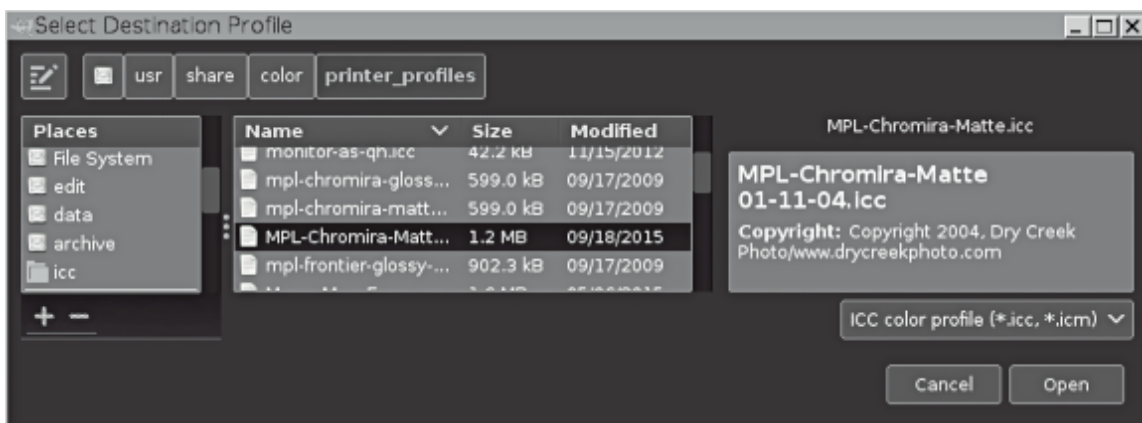 Select Destination Profile
usr share color printer_profiles
Places
File System
edit
data
archive
icc
Name Size Modified
monitor-as-qh.icc 42.2 kB 11/15/2012
mpl-chromira-gloss... 599.0 kB 09/17/2009
mpl-chromira-matt... 599.0 kB 09/17/2009
MPL-Chromira-Matt... 1.2 MB 09/18/2015
mpl-frontier-glossy-... 902.3 kB 09/17/2009
MPL-Chromira-Matte.icc
MPL-Chromira-Matte
01-11-04.icc
Copyright: Copyright 2004, Dry Creek
Photo/www.drycreekphoto.com
ICC color profile (*.icc, *.icm)
Cancel Open